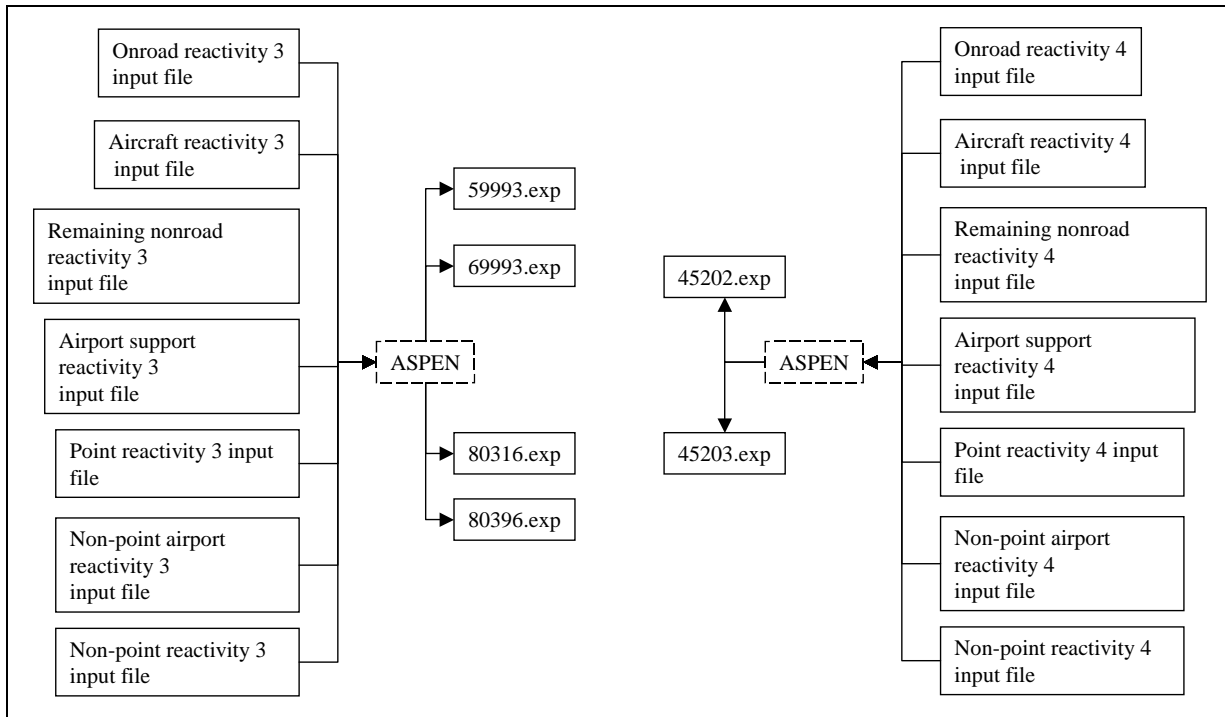 Onroad reactivity 3
input file
Aircraft reactivity 3
input file
Remaining nonroad
reactivity 3
input file
Airport support
reactivity 3
input file
Point reactivity 3 input
file
Non-point airport
reactivity 3
input file
Non-point reactivity 3
input file
ASPEN
59993.exp
69993.exp
80316.exp
80396.exp
45202.exp
45203.exp
ASPEN
Onroad reactivity 4
input file
Aircraft reactivity 4
input file
Remaining nonroad
reactivity 4
input file
Airport support
reactivity 4
input file
Point reactivity 4 input
file
Non-point airport
reactivity 4
input file
Non-point reactivity 4
input file